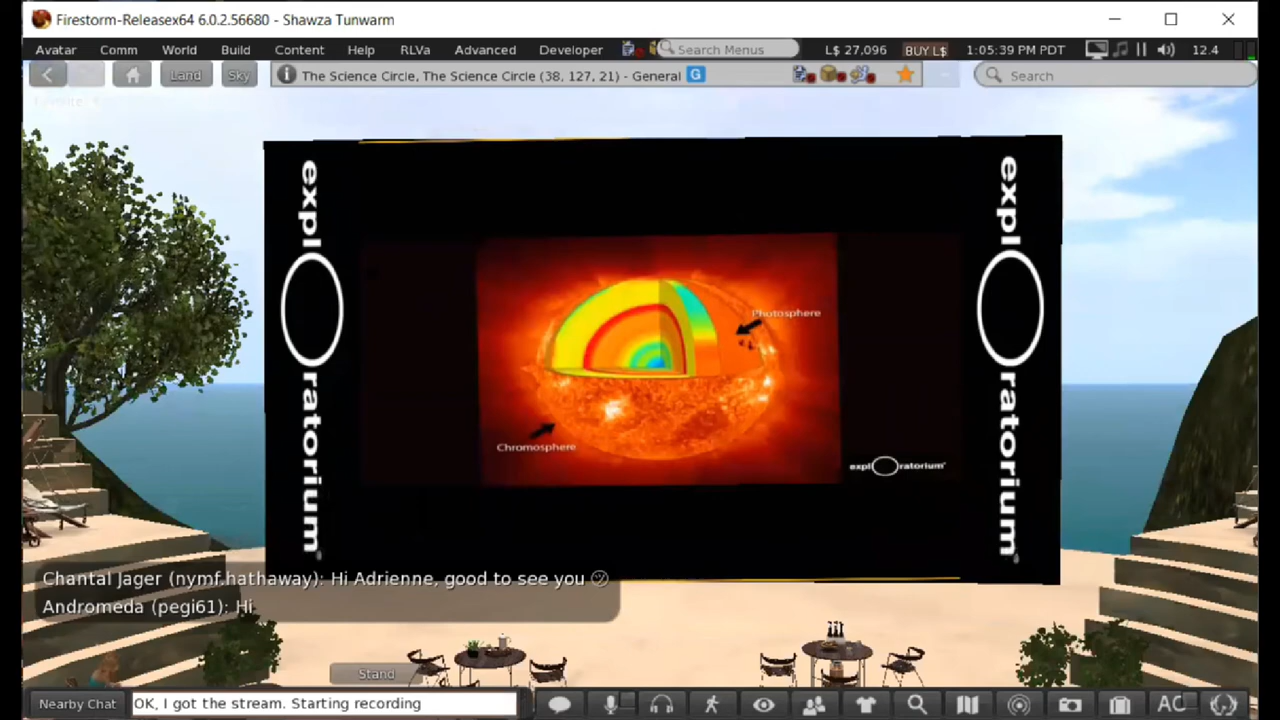 Firestorm-Releasex64 6.0.2.56680 - Shawza Tunwarm
Avatar Comm World Build Content Help RLVa Advanced Developer Search Menus L$ 27,096 BUY L$ 1:05:39 PM PDT 12.4
Land Sky The Science Circle, The Science Circle (38, 127, 21) - General G Search
explOratorium
explOratorium
Photosphere
Chromosphere
explOratorium
Chantal Jager (nymf.hathaway): Hi Adrienne, good to see you
Andromeda (pegi61): Hi
Stand
Nearby Chat OK, I got the stream. Starting recording AC